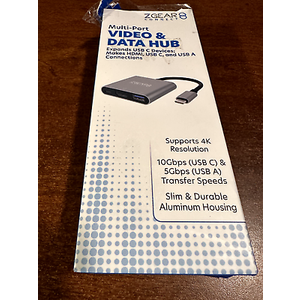 ZGEAR
CONNECT
Multi-Port
VIDEO &
DATA HUB
Expands USB C Devices;
Makes HDMI, USB C, and USB A
Connections
Supports 4K
Resolution
10Gbps (USB C) &
5Gbps (USB A)
Transfer Speeds
Slim & Durable
Aluminum Housing